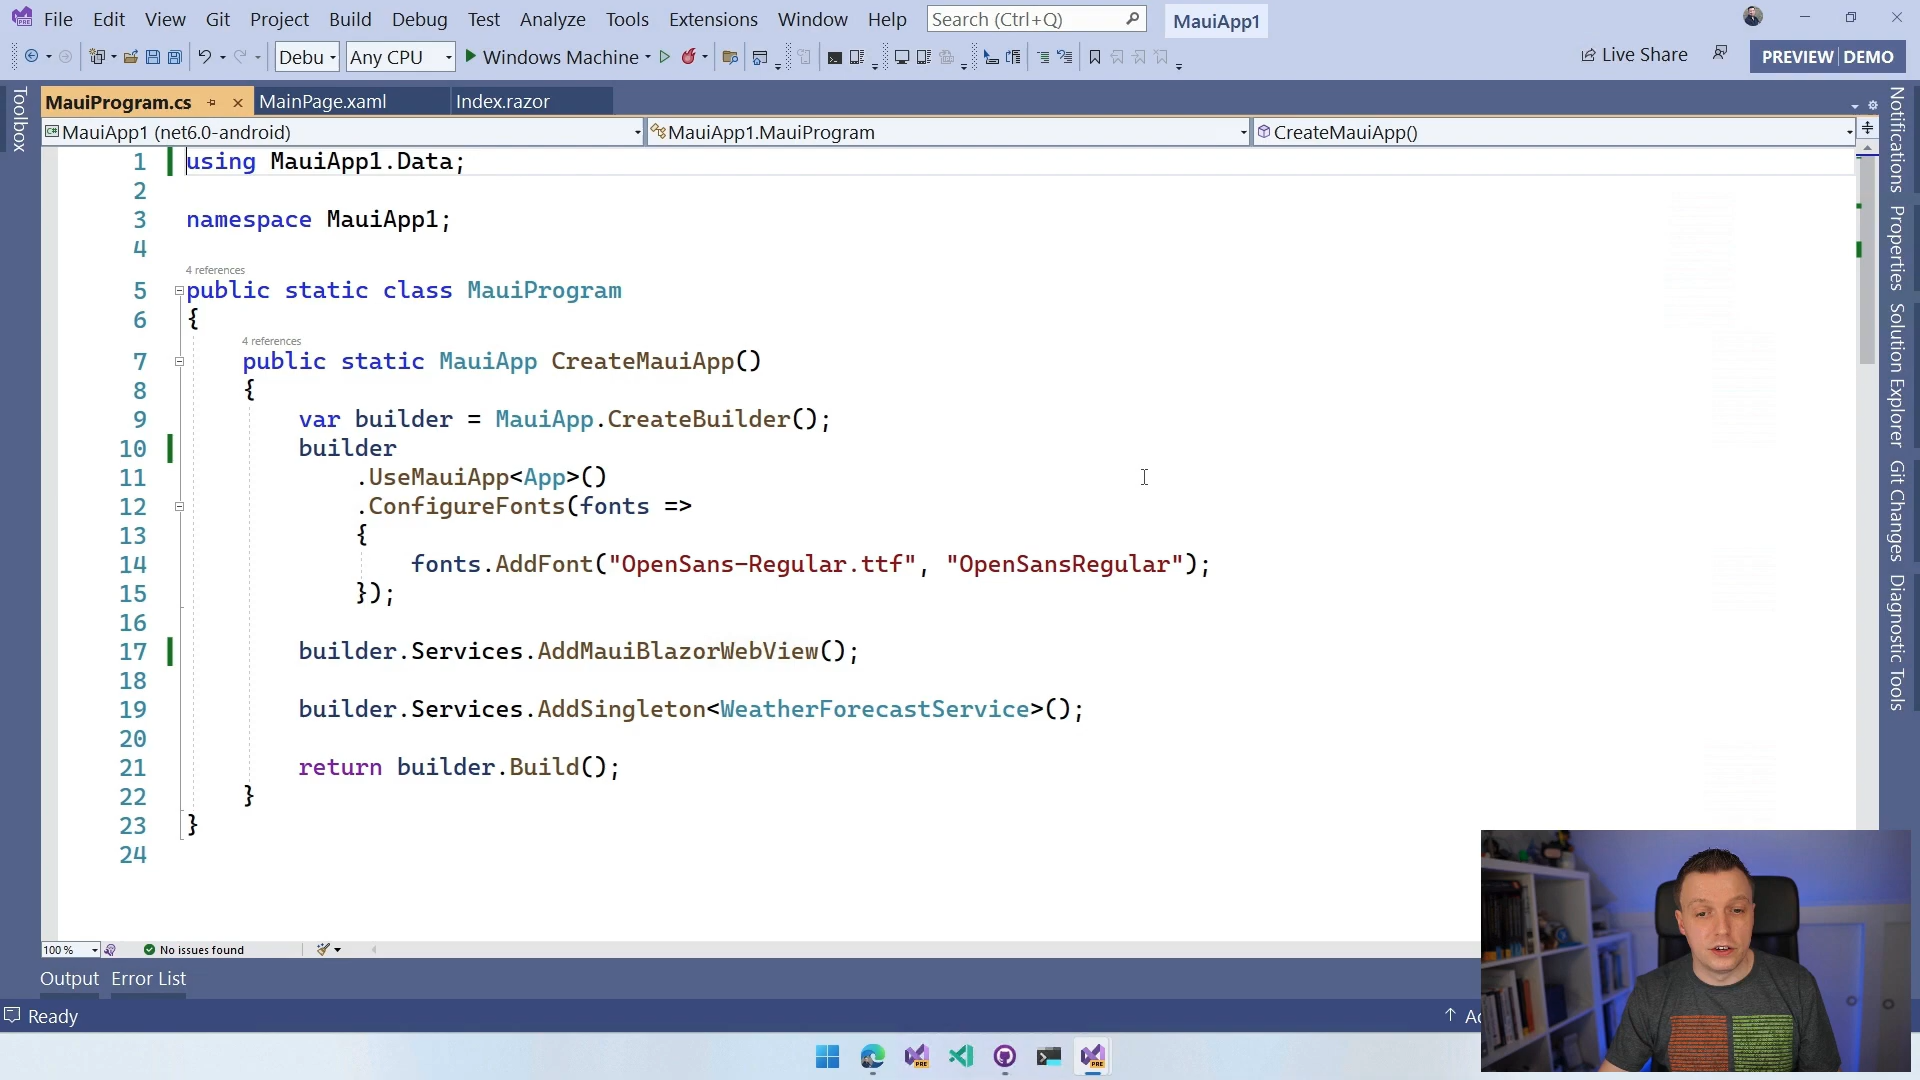 File Edit View Git Project Build Debug Test Analyze Tools Extensions Window Help Search (Ctrl+Q) MauiApp1
Debu Any CPU Windows Machine Live Share PREVIEW DEMO
MauiProgram.cs MainPage.xaml Index.razor
MauiApp1 (net6.0-android) MauiApp1.MauiProgram CreateMauiApp()
Toolbox
1 using MauiApp1.Data;
2
3 namespace MauiApp1;
4
4 references
5 public static class MauiProgram
6 {
4 references
7 public static MauiApp CreateMauiApp()
8 {
9 var builder = MauiApp.CreateBuilder();
10 builder
11 .UseMauiApp<App>()
12 .ConfigureFonts(fonts =>
13 {
14 fonts.AddFont("OpenSans-Regular.ttf", "OpenSansRegular");
15 });
16
17 builder.Services.AddMauiBlazorWebView();
18
19 builder.Services.AddSingleton<WeatherForecastService>();
20
21 return builder.Build();
22 }
23 }
24
Notifications
Properties
Solution Explorer
Git Changes
Diagnostic Tools
100 % No issues found
Output Error List
Ready